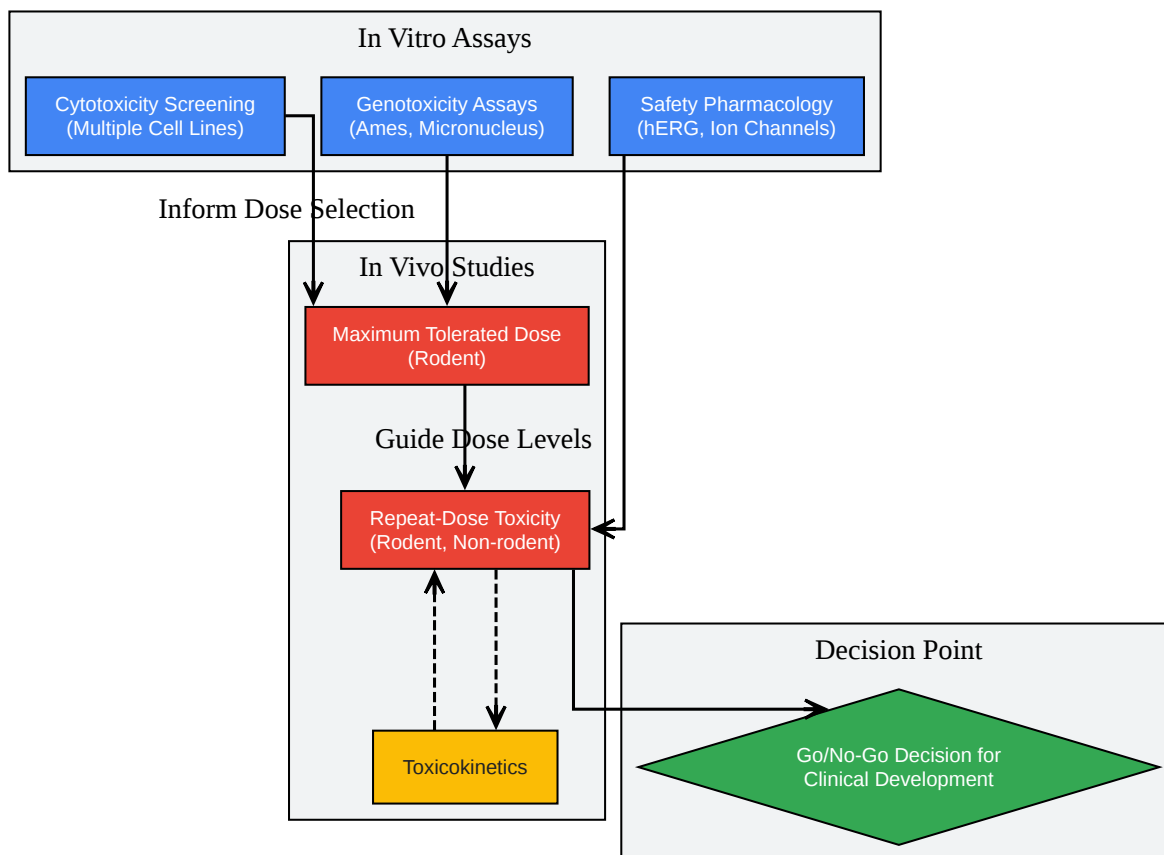 In Vitro Assays
Cytotoxicity Screening
(Multiple Cell Lines)
Genotoxicity Assays
(Ames, Micronucleus)
Safety Pharmacology
(hERG, Ion Channels)
Inform Dose Selection
In Vivo Studies
Maximum Tolerated Dose
(Rodent)
Guide Dose Levels
Repeat-Dose Toxicity
(Rodent, Non-rodent)
Toxicokinetics
Decision Point
Go/No-Go Decision for
Clinical Development